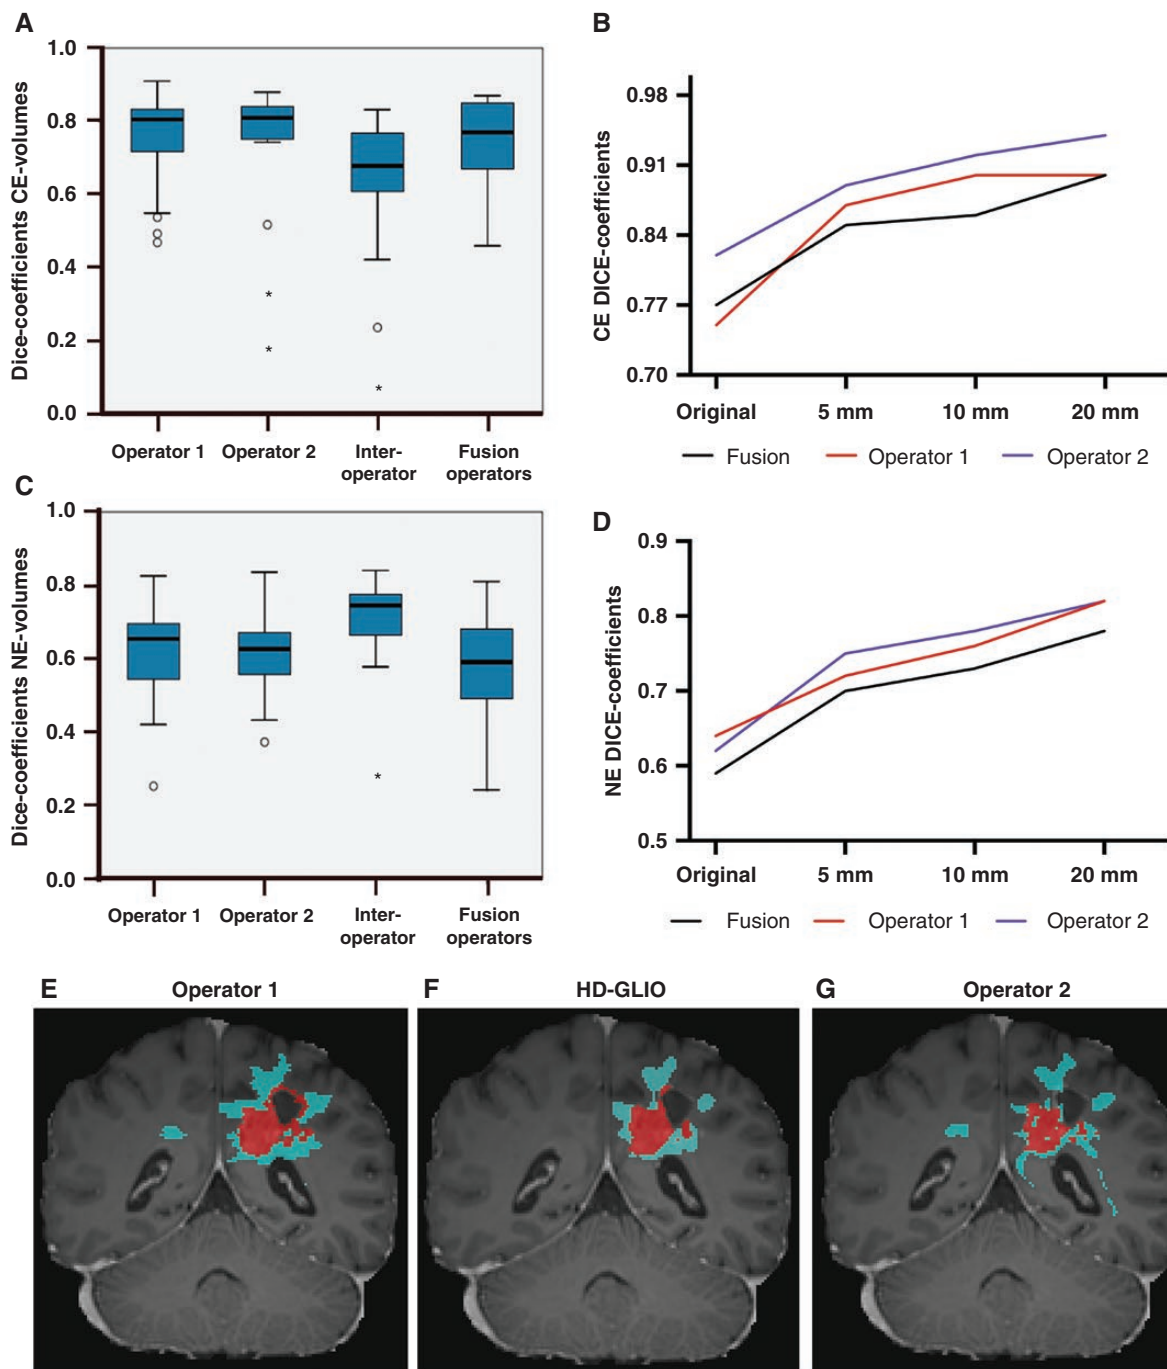 A
Dice-coefficients CE-volumes
1.0
0.8
0.6
0.4
0.2
0.0
Operator 1
Operator 2
Inter-
operator
Fusion
operators
B
CE DICE-coefficients
0.98
0.91
0.84
0.77
0.70
Original
5 mm
10 mm
20 mm
Fusion
Operator 1
Operator 2
C
Dice-coefficients NE-volumes
1.0
0.8
0.6
0.4
0.2
0.0
Operator 1
Operator 2
Inter-
operator
Fusion
operators
D
NE DICE-coefficients
0.9
0.8
0.7
0.6
0.5
Original
5 mm
10 mm
20 mm
Fusion
Operator 1
Operator 2
E
Operator 1
F
HD-GLIO
G
Operator 2